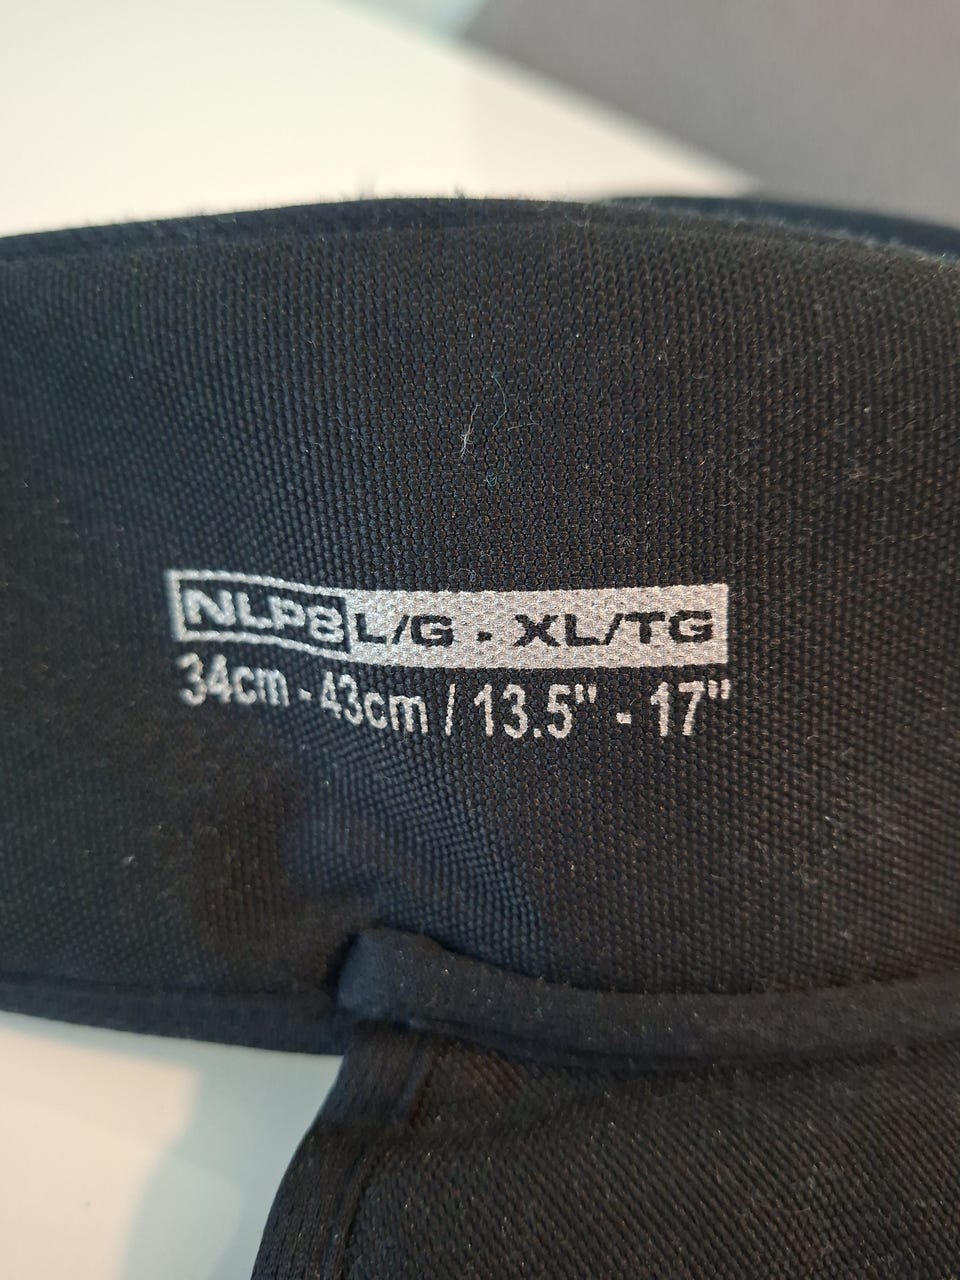 NLP8 L/G - XL/TG
34cm - 43cm / 13.5" - 17"